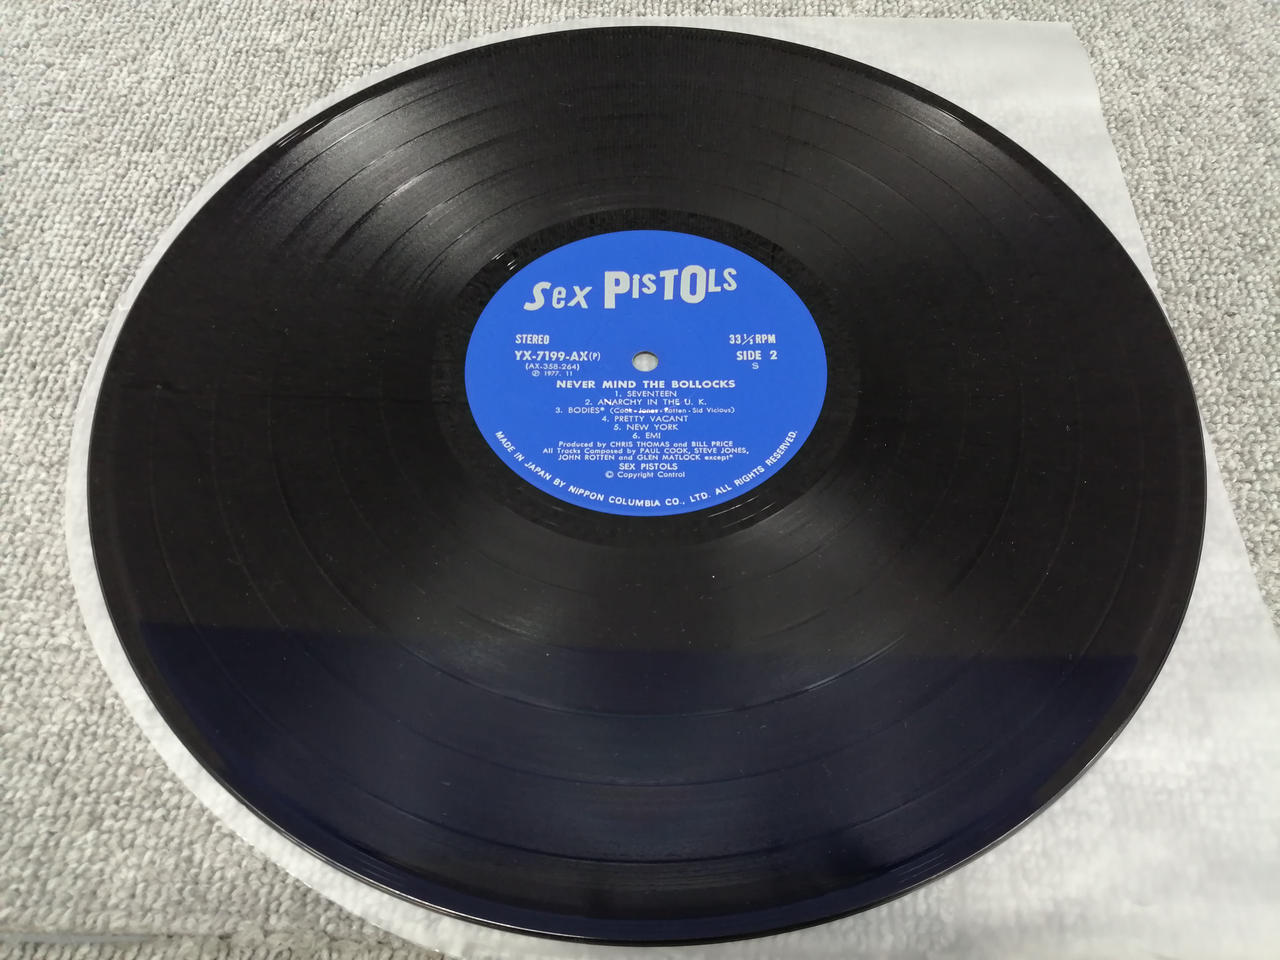 Sex PisTOLS
STEREO 33 1/3 RPM
YX-7199-AX(P) SIDE 2
(AX-358-264) S
Ⓟ 1977. 11
NEVER MIND THE BOLLOCKS
1. SEVENTEEN
2. ANARCHY IN THE U. K.
3. BODIES* (Cook - Jones - Rotten - Sid Vicious)
4. PRETTY VACANT
5. NEW YORK
6. EMI
Produced by CHRIS THOMAS and BILL PRICE
All Tracks Composed by PAUL COOK, STEVE JONES,
JOHN ROTTEN and GLEN MATLOCK except*
SEX PISTOLS
© Copyright Control
MADE IN JAPAN BY NIPPON COLUMBIA CO., LTD. ALL RIGHTS RESERVED.